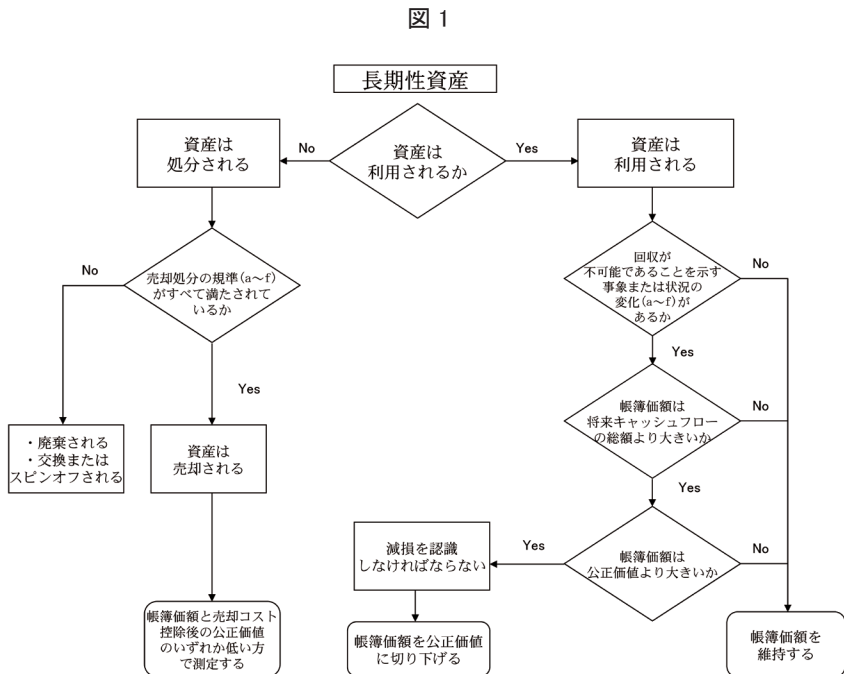 図 1
長期性資産
資産は
処分される
No
資産は
利用されるか
Yes
資産は
利用される
No
売却処分の規準(a～f)
がすべて満たされて
いるか
回収が
不可能であることを示す
事象または状況の
変化(a～f)が
あるか
No
Yes
Yes
・廃棄される
・交換または
スピンオフされる
資産は
売却される
帳簿価額は
将来キャッシュフロー
の総額より大きいか
No
Yes
減損を認識
しなければならない
Yes
帳簿価額は
公正価値より大きいか
No
帳簿価額と売却コスト
控除後の公正価値
のいずれか低い方
で測定する
帳簿価額を公正価値
に切り下げる
帳簿価額を
維持する